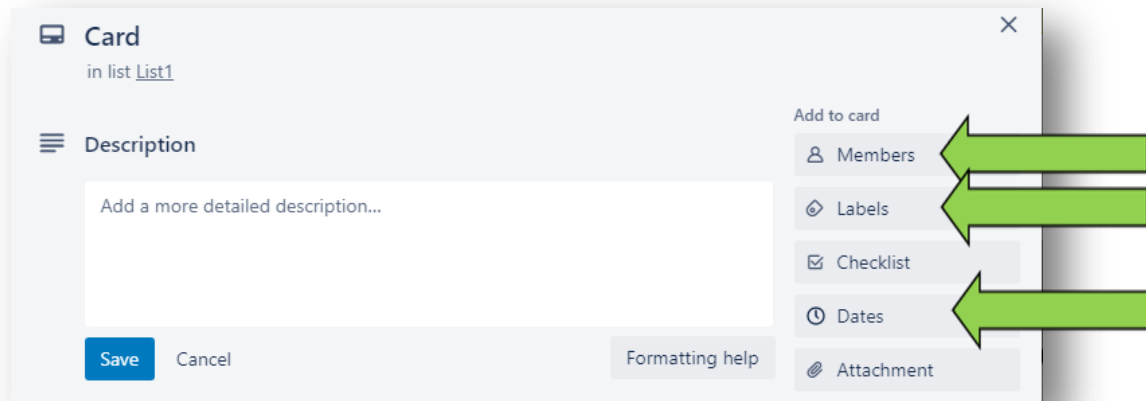 Card
in list List1
Description
Add a more detailed description...
Save
Cancel
Formatting help
Add to card
Members
Labels
Checklist
Dates
Attachment